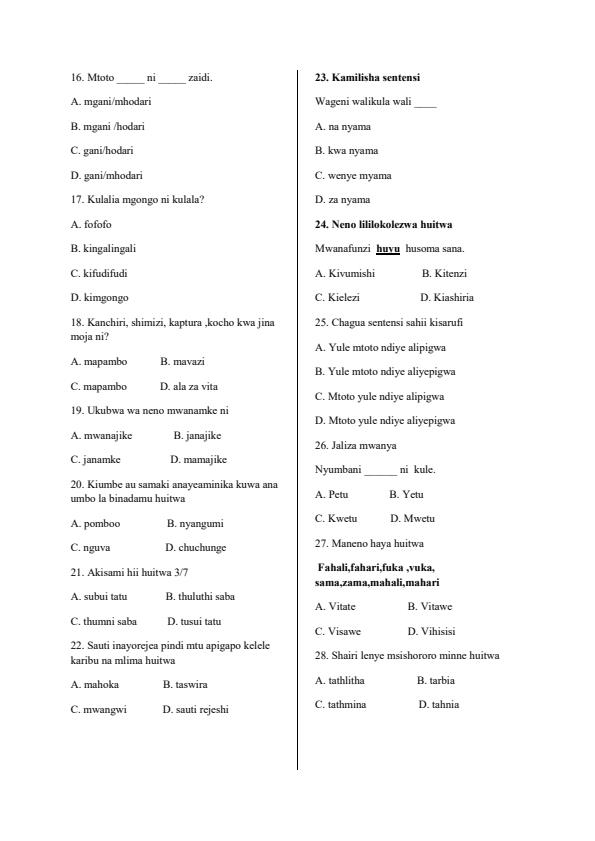 16. Mtoto _____ ni _____ zaidi.
A. mgani/mhodari
B. mgani /hodari
C. gani/hodari
D. gani/mhodari
17. Kulalia mgongo ni kulala?
A. fofofo
B. kingalingali
C. kifudifudi
D. kimgongo
18. Kanchiri, shimizi, kaptura ,kocho kwa jina
moja ni?
A. mapambo B. mavazi
C. mapambo D. ala za vita
19. Ukubwa wa neno mwanamke ni
A. mwanajike B. janajike
C. janamke D. mamajike
20. Kiumbe au samaki anayeaminika kuwa ana
umbo la binadamu huitwa
A. pomboo B. nyangumi
C. nguva D. chuchunge
21. Akisami hii huitwa 3/7
A. subui tatu B. thuluthi saba
C. thumni saba D. tusui tatu
22. Sauti inayorejea pindi mtu apigapo kelele
karibu na mlima huitwa
A. mahoka B. taswira
C. mwangwi D. sauti rejeshi
23. Kamilisha sentensi
Wageni walikula wali ____
A. na nyama
B. kwa nyama
C. wenye myama
D. za nyama
24. Neno lililokolezwa huitwa
Mwanafunzi huyu husoma sana.
A. Kivumishi B. Kitenzi
C. Kielezi D. Kiashiria
25. Chagua sentensi sahii kisarufi
A. Yule mtoto ndiye alipigwa
B. Yule mtoto ndiye aliyepigwa
C. Mtoto yule ndiye alipigwa
D. Mtoto yule ndiye aliyepigwa
26. Jaliza mwanya
Nyumbani ______ ni kule.
A. Petu B. Yetu
C. Kwetu D. Mwetu
27. Maneno haya huitwa
Fahali,fahari,fuka ,vuka,
sama,zama,mahali,mahari
A. Vitate B. Vitawe
C. Visawe D. Vihisisi
28. Shairi lenye msishororo minne huitwa
A. tathlitha B. tarbia
C. tathmina D. tahnia